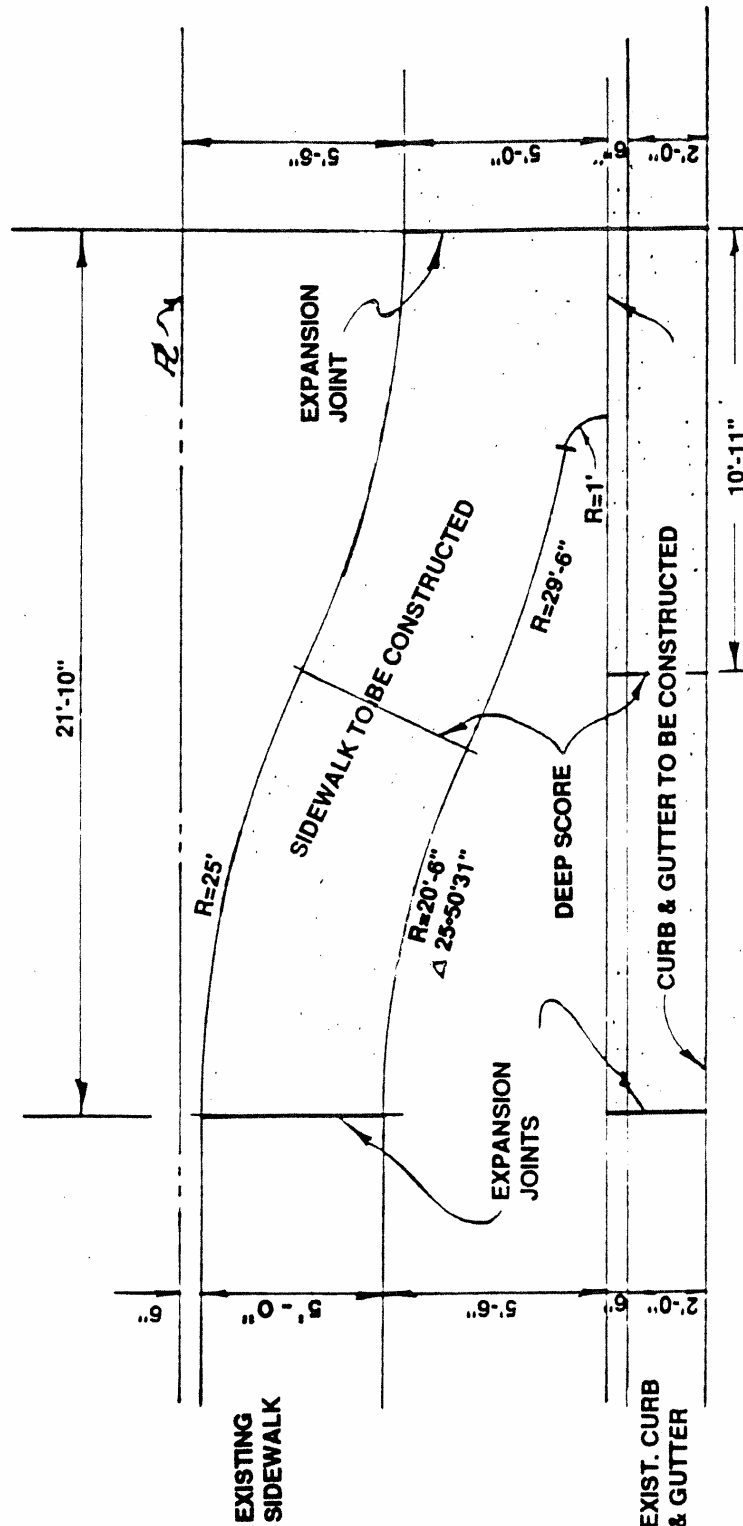 21'-10"
5'-6"
5'-0"
6"
2'-0"
PL
EXPANSION
JOINT
10'-11"
R=1'
R=29'-6"
SIDEWALK TO BE CONSTRUCTED
R=25'
R=20'-6"
Δ 25°50'31"
DEEP SCORE
CURB & GUTTER TO BE CONSTRUCTED
EXPANSION
JOINTS
6"
5'-0"
5'-6"
6"
2'-0"
EXISTING
SIDEWALK
EXIST. CURB
& GUTTER